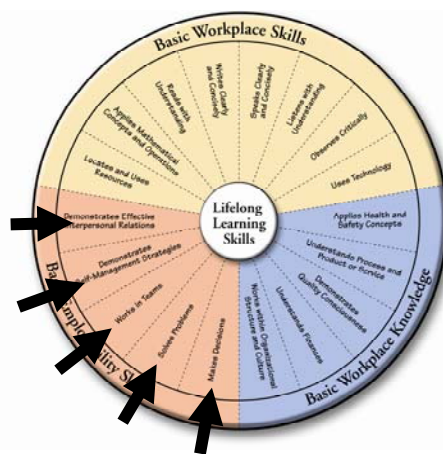 Basic Workplace Skills
Locates and Uses
Resources
Applies Mathematical
Concepts and Operations
Reads with
Understanding
Writes Clearly
and Concisely
Speaks Clearly
and Concisely
Listens with
Understanding
Observe Critically
Uses Technology
Lifelong
Learning
Skills
Applies Health and
Safety Concepts
Understands Process and
Product or Service
Demonstrates
Quality Consciousness
Understands Finances
Works within Organizational
Structure and Culture
Basic Workplace Knowledge
Demonstrates Effective
Interpersonal Relations
Demonstrates
Self-Management Strategies
Works in Teams
Solves Problems
Makes Decisions